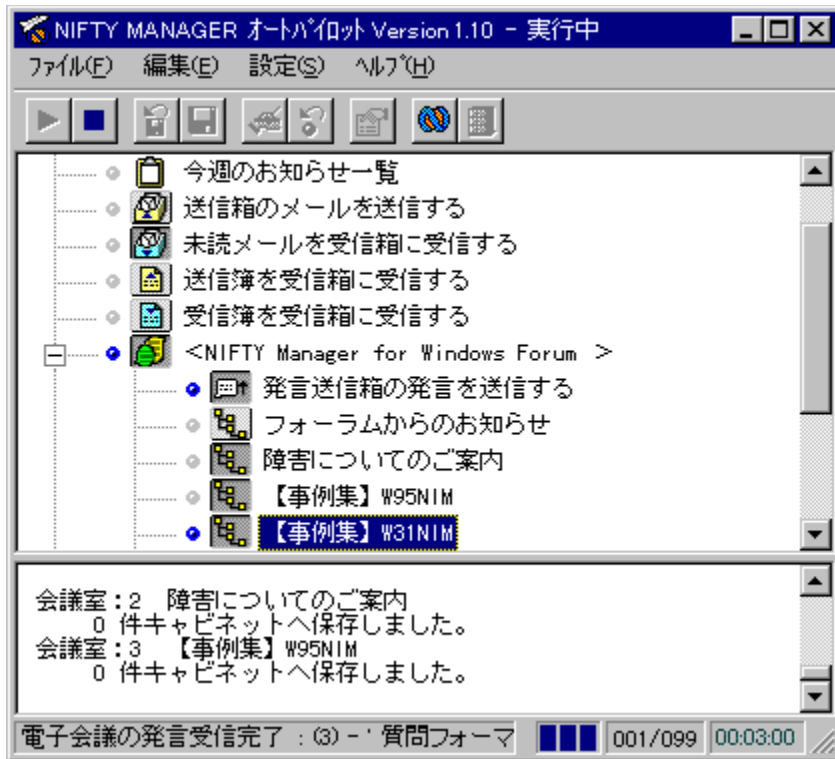 NIFTY MANAGER オートパイロット Version 1.10 - 実行中
ファイル(F) 編集(E) 設定(S) ヘルプ(H)
今週のお知らせ一覧
送信箱のメールを送信する
未読メールを受信箱に受信する
送信簿を受信箱に受信する
受信簿を受信箱に受信する
<NIFTY Manager for Windows Forum >
発言送信箱の発言を送信する
フォーラムからのお知らせ
障害についてのご案内
【事例集】W95NIM
【事例集】W31NIM
会議室:2 障害についてのご案内
0 件キャビネットへ保存しました。
会議室:3 【事例集】W95NIM
0 件キャビネットへ保存しました。
電子会議の発言受信完了 :(3) - ' 質問フォーマ 001/099 00:03:00